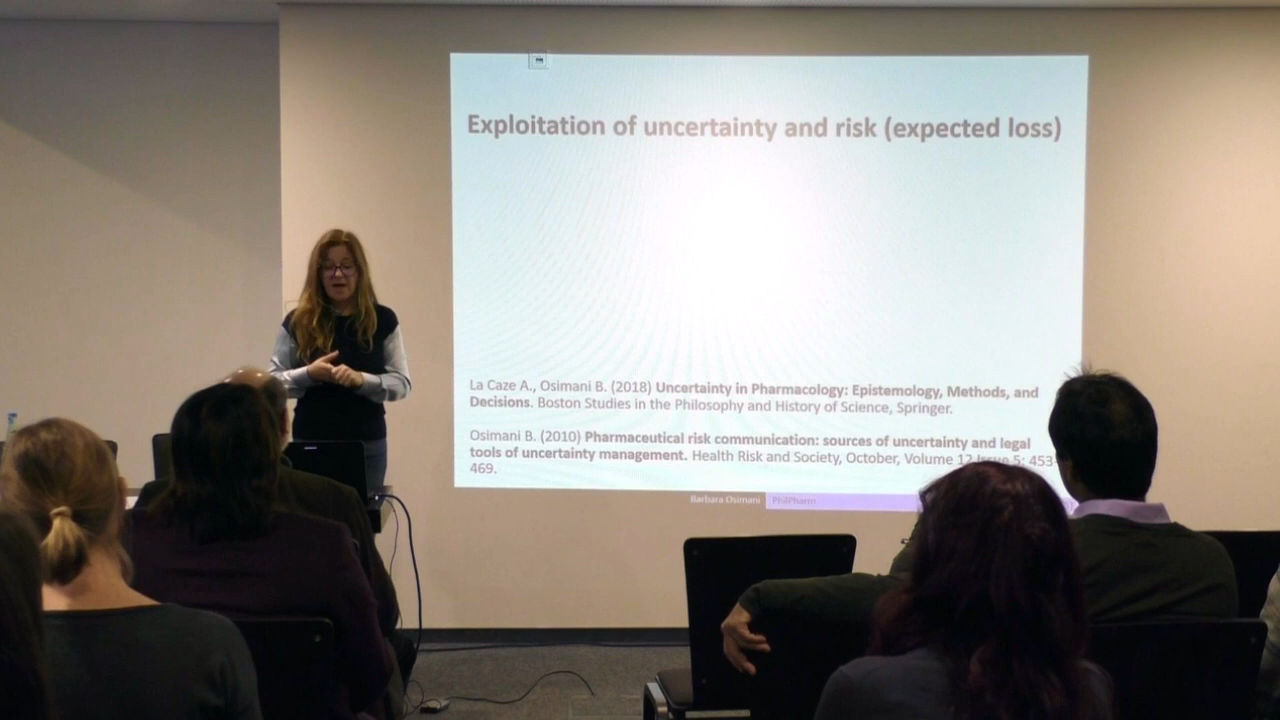 Exploitation of uncertainty and risk (expected loss)
La Caze A., Osimani B. (2018) Uncertainty in Pharmacology: Epistemology, Methods, and
Decisions. Boston Studies in the Philosophy and History of Science, Springer.
Osimani B. (2010) Pharmaceutical risk communication: sources of uncertainty and legal
tools of uncertainty management. Health Risk and Society, October, Volume 12 Issue 5: 453-
469.
Barbara Osimani PhilPharm